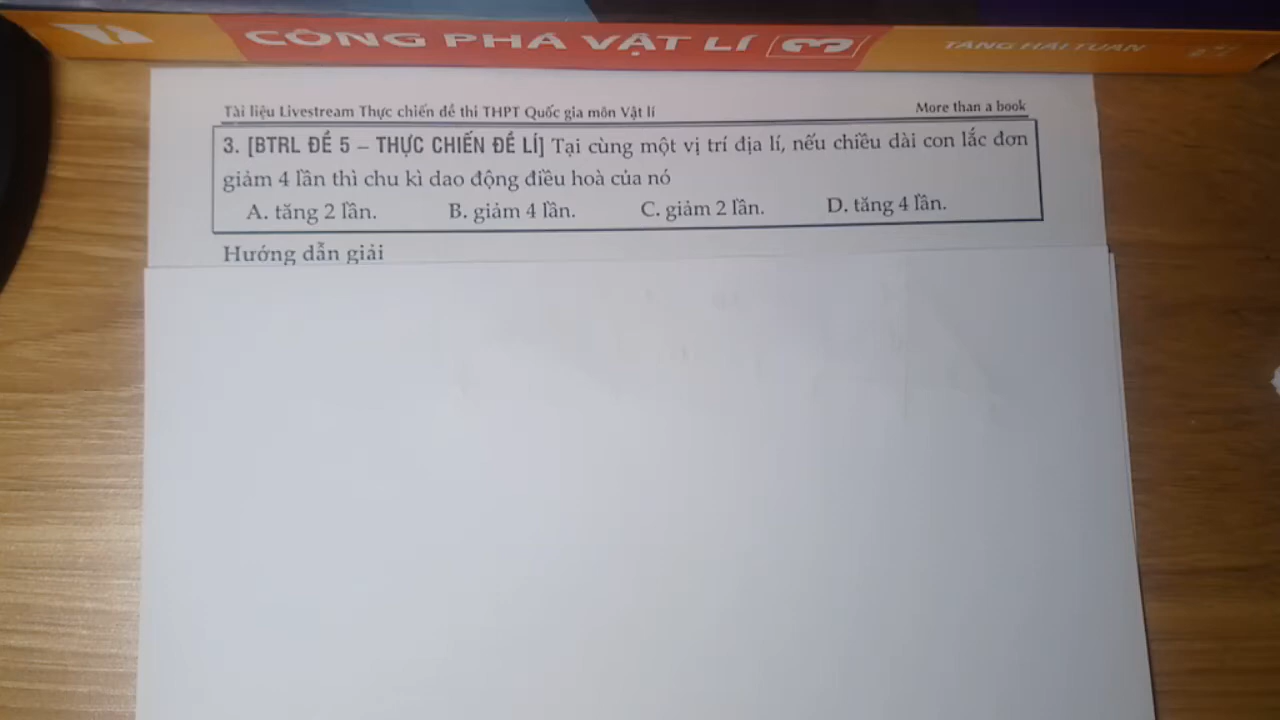 CÔNG PHÁ VẬT LÍ 3 TĂNG HẢI TUÂN
Tài liệu Livestream Thực chiến đề thi THPT Quốc gia môn Vật lí More than a book
3. [BTRL ĐỀ 5 – THỰC CHIẾN ĐỀ LÍ] Tại cùng một vị trí địa lí, nếu chiều dài con lắc đơn
giảm 4 lần thì chu kì dao động điều hoà của nó
A. tăng 2 lần. B. giảm 4 lần. C. giảm 2 lần. D. tăng 4 lần.
Hướng dẫn giải